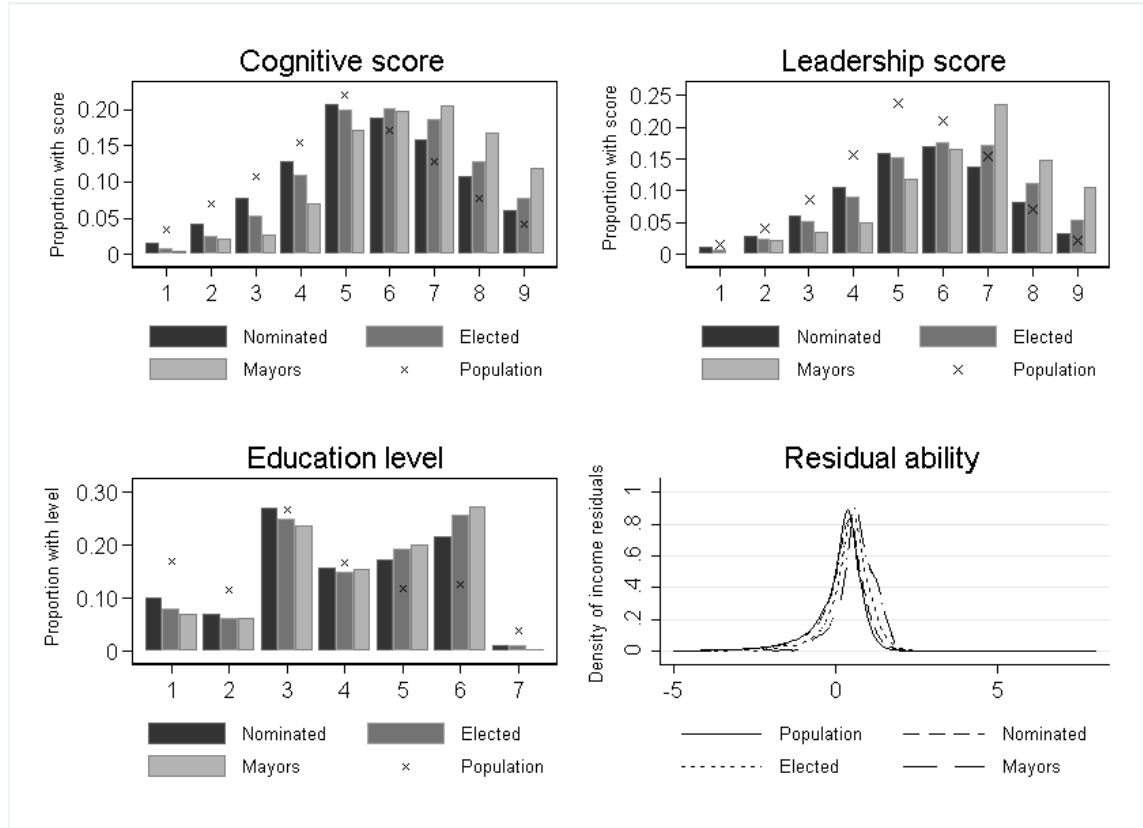 Cognitive score
Proportion with score
0.20
0.15
0.10
0.05
0
1 2 3 4 5 6 7 8 9
Nominated Elected
Mayors Population
Leadership score
Proportion with score
0.25
0.20
0.15
0.10
0.05
0
1 2 3 4 5 6 7 8 9
Nominated Elected
Mayors Population
Education level
Proportion with level
0.30
0.20
0.10
0
1 2 3 4 5 6 7
Nominated Elected
Mayors Population
Residual ability
Density of income residuals
1
.8
.6
.4
.2
0
-5 0 5
Population Nominated
Elected Mayors